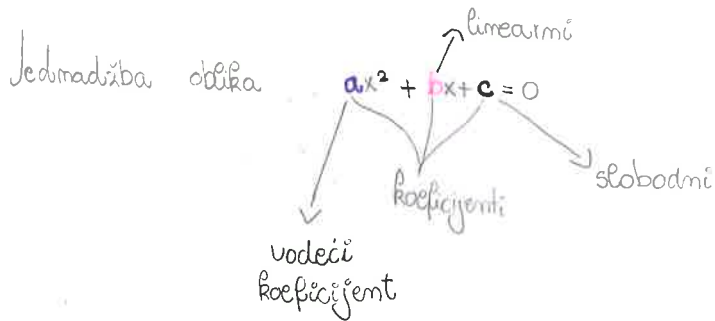 linearni
Jednadžba oblika ax² + bx + c = 0
slobodni
koeficijenti
vodeći
koeficijent